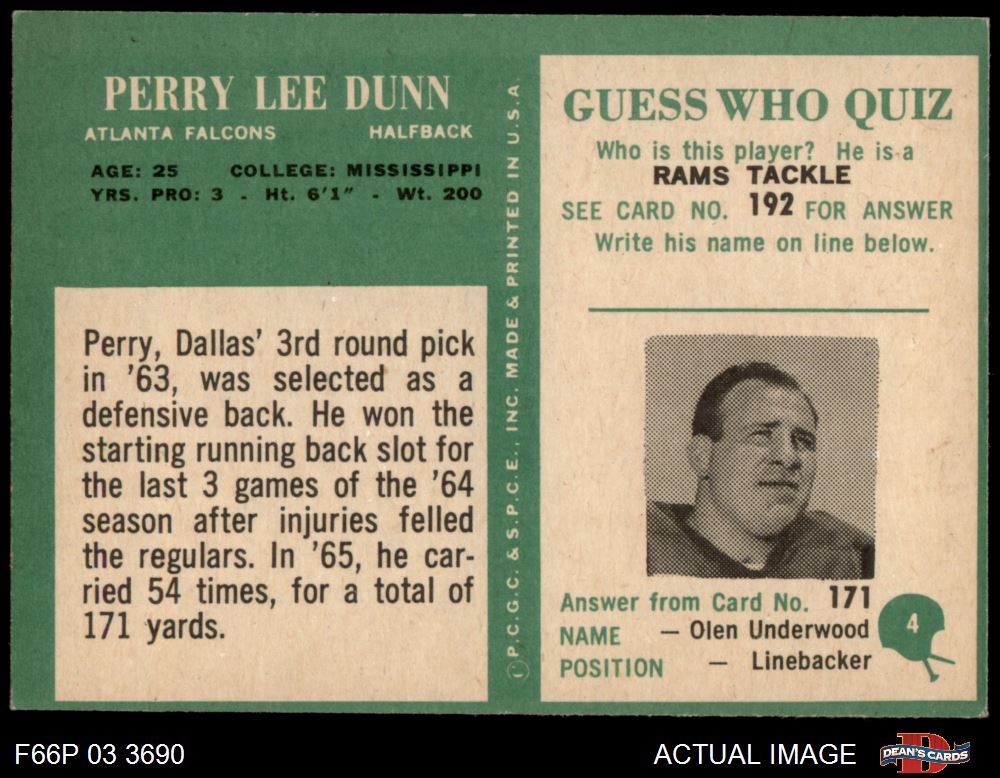 PERRY LEE DUNN
ATLANTA FALCONS HALFBACK
AGE: 25 COLLEGE: MISSISSIPPI
YRS. PRO: 3 - Ht. 6'1" - Wt. 200
Perry, Dallas' 3rd round pick
in '63, was selected as a
defensive back. He won the
starting running back slot for
the last 3 games of the '64
season after injuries felled
the regulars. In '65, he car-
ried 54 times, for a total of
171 yards.
© P.C.G.C. & S.P.C.E., INC. MADE & PRINTED IN U.S.A.
GUESS WHO QUIZ
Who is this player? He is a
RAMS TACKLE
SEE CARD NO. 192 FOR ANSWER
Write his name on line below.
Answer from Card No. 171
NAME — Olen Underwood
POSITION — Linebacker
4
F66P 03 3690
ACTUAL IMAGE
DEAN'S CARDS